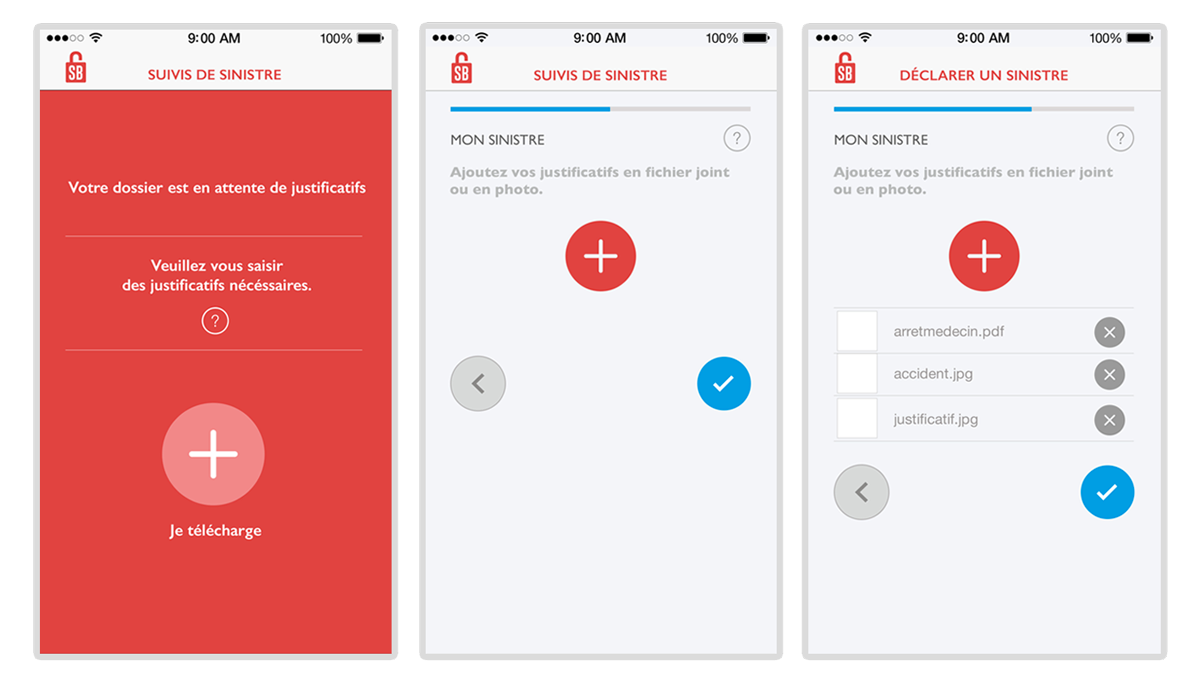 9:00 AM
100%
SB
SUIVIS DE SINISTRE
Votre dossier est en attente de justificatifs
Veuillez vous saisir
des justificatifs nécéssaires.
?
Je télécharge
9:00 AM
100%
SB
SUIVIS DE SINISTRE
MON SINISTRE
?
Ajoutez vos justificatifs en fichier joint
ou en photo.
9:00 AM
100%
SB
DÉCLARER UN SINISTRE
MON SINISTRE
?
Ajoutez vos justificatifs en fichier joint
ou en photo.
arretmedecin.pdf
accident.jpg
justificatif.jpg